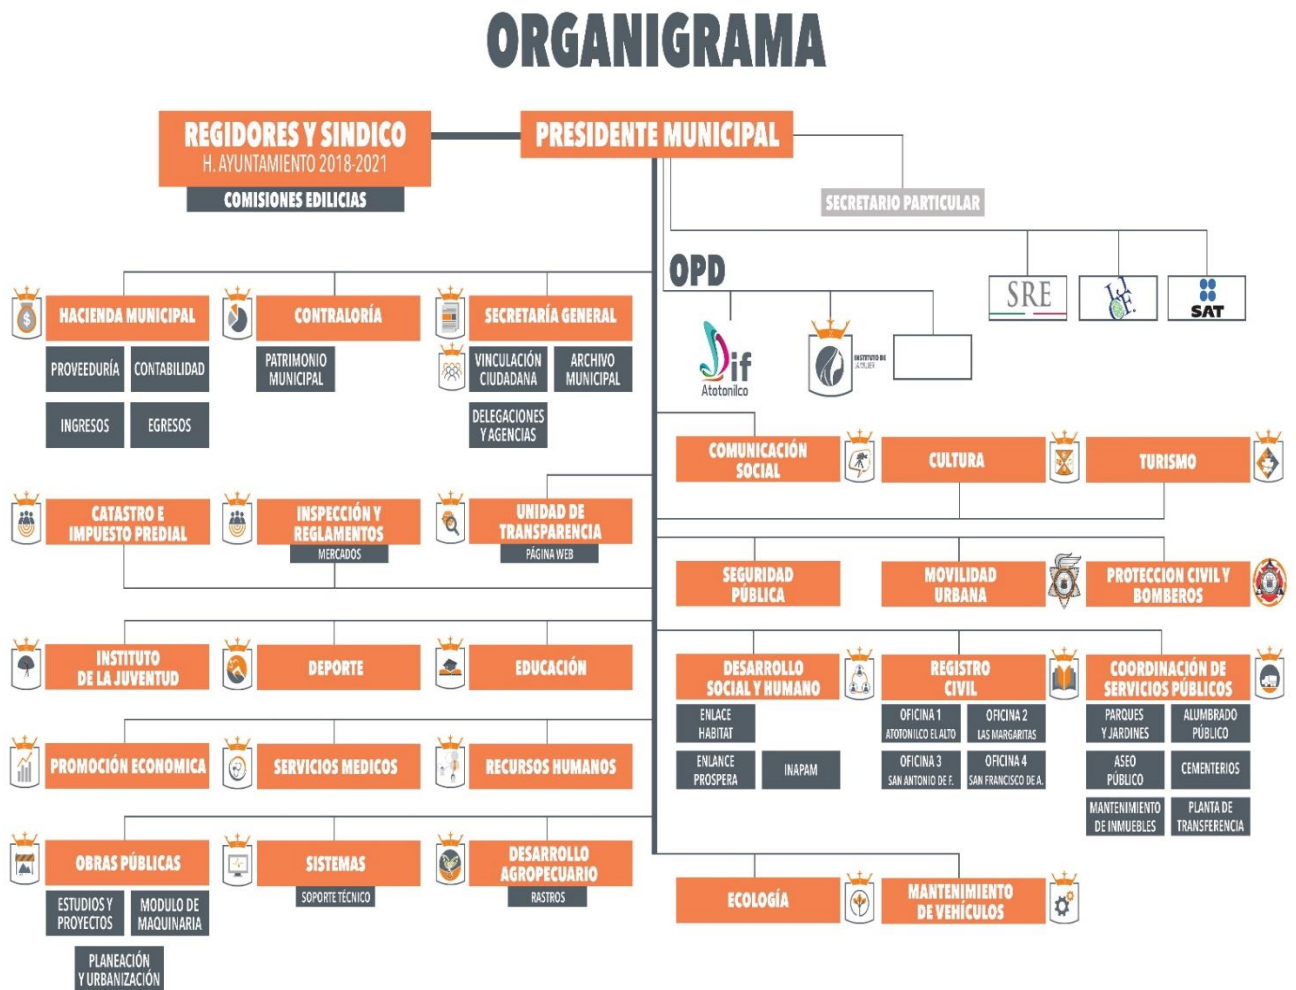 ORGANIGRAMA
REGIDORES Y SINDICO
H. AYUNTAMIENTO 2018-2021
COMISIONES EDILICIAS
PRESIDENTE MUNICIPAL
SECRETARIO PARTICULAR
OPD
SRE
SAT
Dif
Atotonilco
INSTITUTO DE
LA MUJER
HACIENDA MUNICIPAL
PROVEEDURÍA
CONTABILIDAD
INGRESOS
EGRESOS
CONTRALORÍA
PATRIMONIO
MUNICIPAL
SECRETARÍA GENERAL
VINCULACIÓN
CIUDADANA
ARCHIVO
MUNICIPAL
DELEGACIONES
Y AGENCIAS
COMUNICACIÓN
SOCIAL
CULTURA
TURISMO
CATASTRO E
IMPUESTO PREDIAL
INSPECCIÓN Y
REGLAMENTOS
MERCADOS
UNIDAD DE
TRANSPARENCIA
PÁGINA WEB
SEGURIDAD
PÚBLICA
MOVILIDAD
URBANA
PROTECCION CIVIL Y
BOMBEROS
INSTITUTO
DE LA JUVENTUD
DEPORTE
EDUCACIÓN
DESARROLLO
SOCIAL Y HUMANO
ENLACE
HABITAT
ENLANCE
PROSPERA
INAPAM
REGISTRO
CIVIL
OFICINA 1
ATOTONILCO EL ALTO
OFICINA 2
LAS MARGARITAS
OFICINA 3
SAN ANTONIO DE F.
OFICINA 4
SAN FRANCISCO DE A.
COORDINACIÓN DE
SERVICIOS PÚBLICOS
PARQUES
Y JARDINES
ALUMBRADO
PÚBLICO
ASEO
PÚBLICO
CEMENTERIOS
MANTENIMIENTO
DE INMUEBLES
PLANTA DE
TRANSFERENCIA
PROMOCIÓN ECONOMICA
SERVICIOS MEDICOS
RECURSOS HUMANOS
OBRAS PÚBLICAS
ESTUDIOS Y
PROYECTOS
MODULO DE
MAQUINARIA
PLANEACIÓN
Y URBANIZACIÓN
SISTEMAS
SOPORTE TÉCNICO
DESARROLLO
AGROPECUARIO
RASTROS
ECOLOGÍA
MANTENIMIENTO
DE VEHÍCULOS